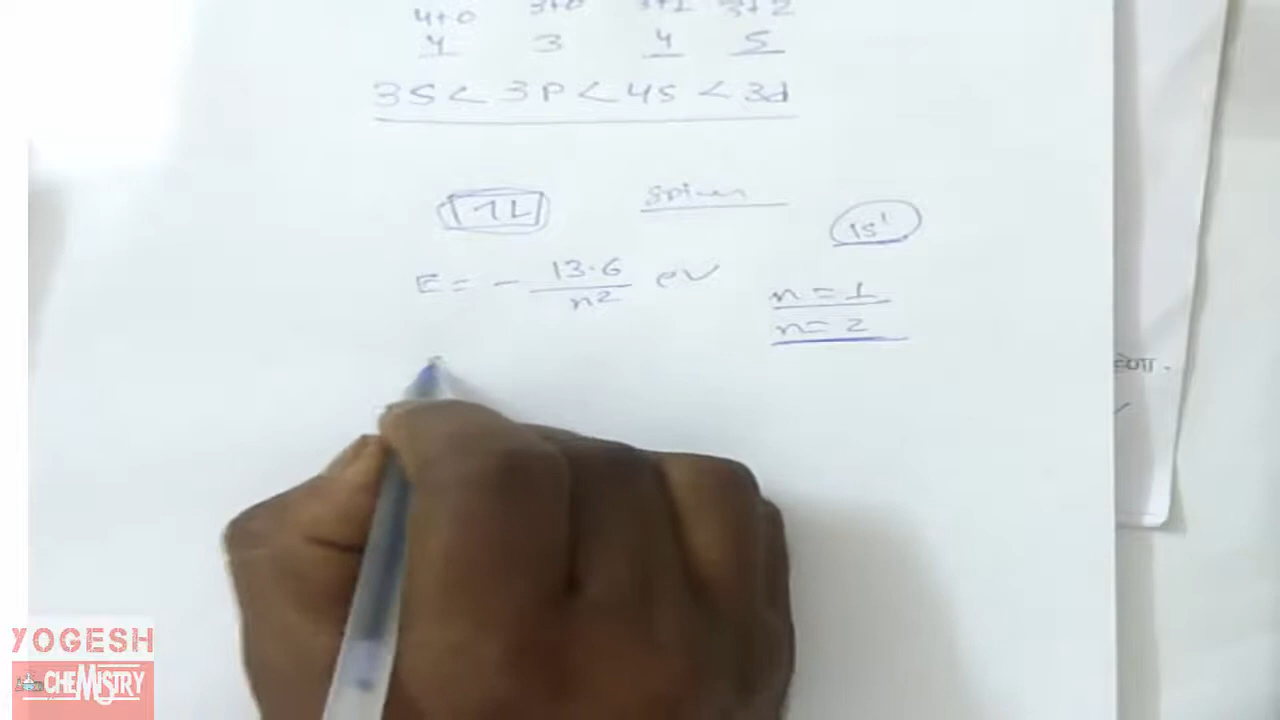 4+0 3+0 3+1 3+2
4 3 4 5
3S < 3P < 4S < 3d
1L
1s¹
E = - 13.6/n² eV
n = 1
n = 2
YOGESH
CHEMISTRY